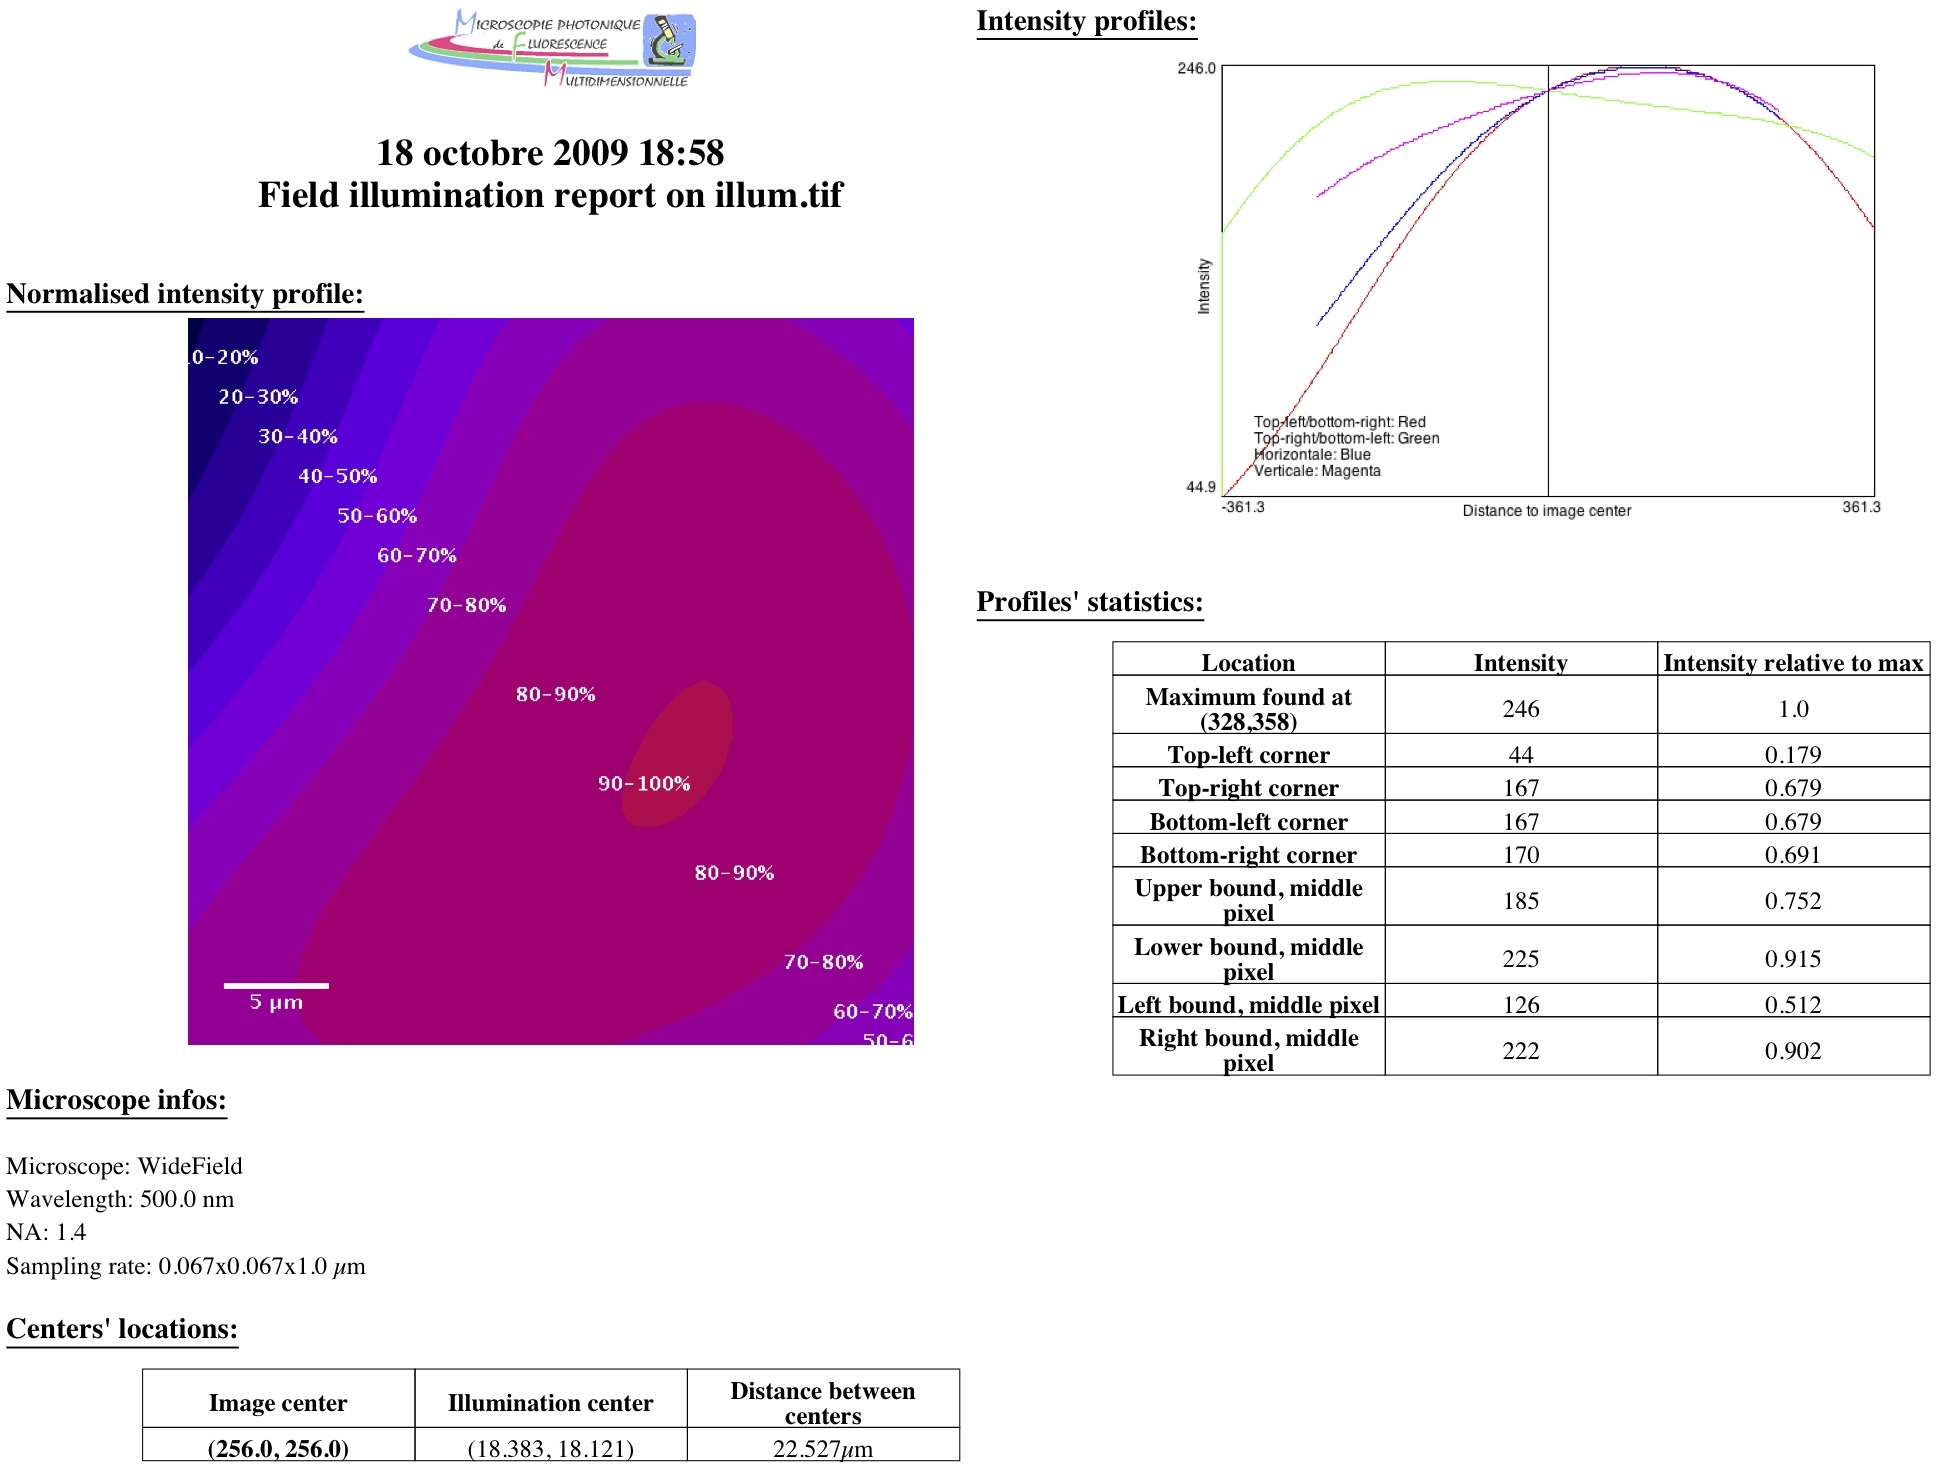 MICROSCOPIE PHOTONIQUE
de FLUORESCENCE
MULTIDIMENSIONNELLE
18 octobre 2009 18:58
Field illumination report on illum.tif
Normalised intensity profile:
0-20%
20-30%
30-40%
40-50%
50-60%
60-70%
70-80%
80-90%
90-100%
80-90%
70-80%
5 µm
60-70%
50-6
Microscope infos:
Microscope: WideField
Wavelength: 500.0 nm
NA: 1.4
Sampling rate: 0.067x0.067x1.0 µm
Centers' locations:
Image center Illumination center Distance between
centers
(256.0, 256.0) (18.383, 18.121) 22.527µm
Intensity profiles:
246.0
Intensity
Top-left/bottom-right: Red
Top-right/bottom-left: Green
Horizontale: Blue
Verticale: Magenta
44.9
-361.3 Distance to image center 361.3
Profiles' statistics:
Location Intensity Intensity relative to max
Maximum found at
(328,358) 246 1.0
Top-left corner 44 0.179
Top-right corner 167 0.679
Bottom-left corner 167 0.679
Bottom-right corner 170 0.691
Upper bound, middle
pixel 185 0.752
Lower bound, middle
pixel 225 0.915
Left bound, middle pixel 126 0.512
Right bound, middle
pixel 222 0.902